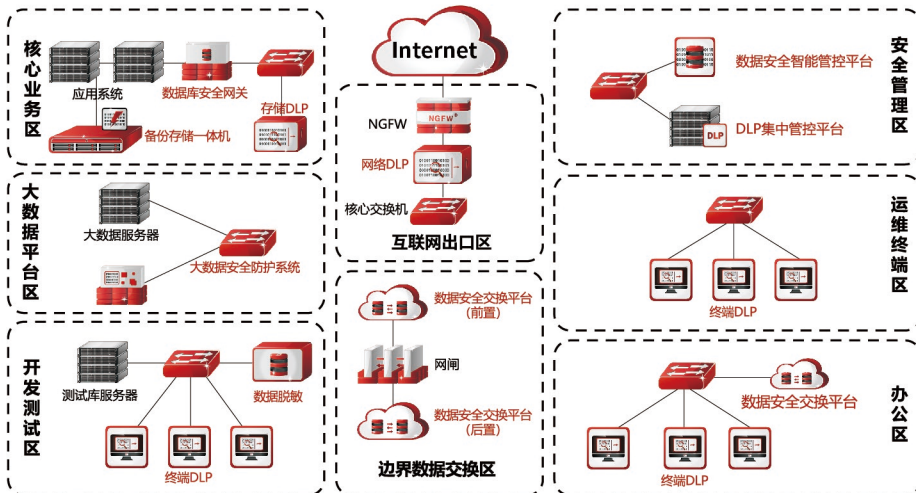 核心业务区
应用系统
数据库安全网关
存储DLP
备份存储一体机
大数据平台区
大数据服务器
大数据安全防护系统
开发测试区
测试库服务器
数据脱敏
终端DLP
Internet
NGFW
NGFW+
网络DLP
核心交换机
互联网出口区
数据安全交换平台
(前置)
网闸
数据安全交换平台
(后置)
边界数据交换区
安全管理区
数据安全智能管控平台
DLP
DLP集中管控平台
运维终端区
终端DLP
办公区
数据安全交换平台
终端DLP